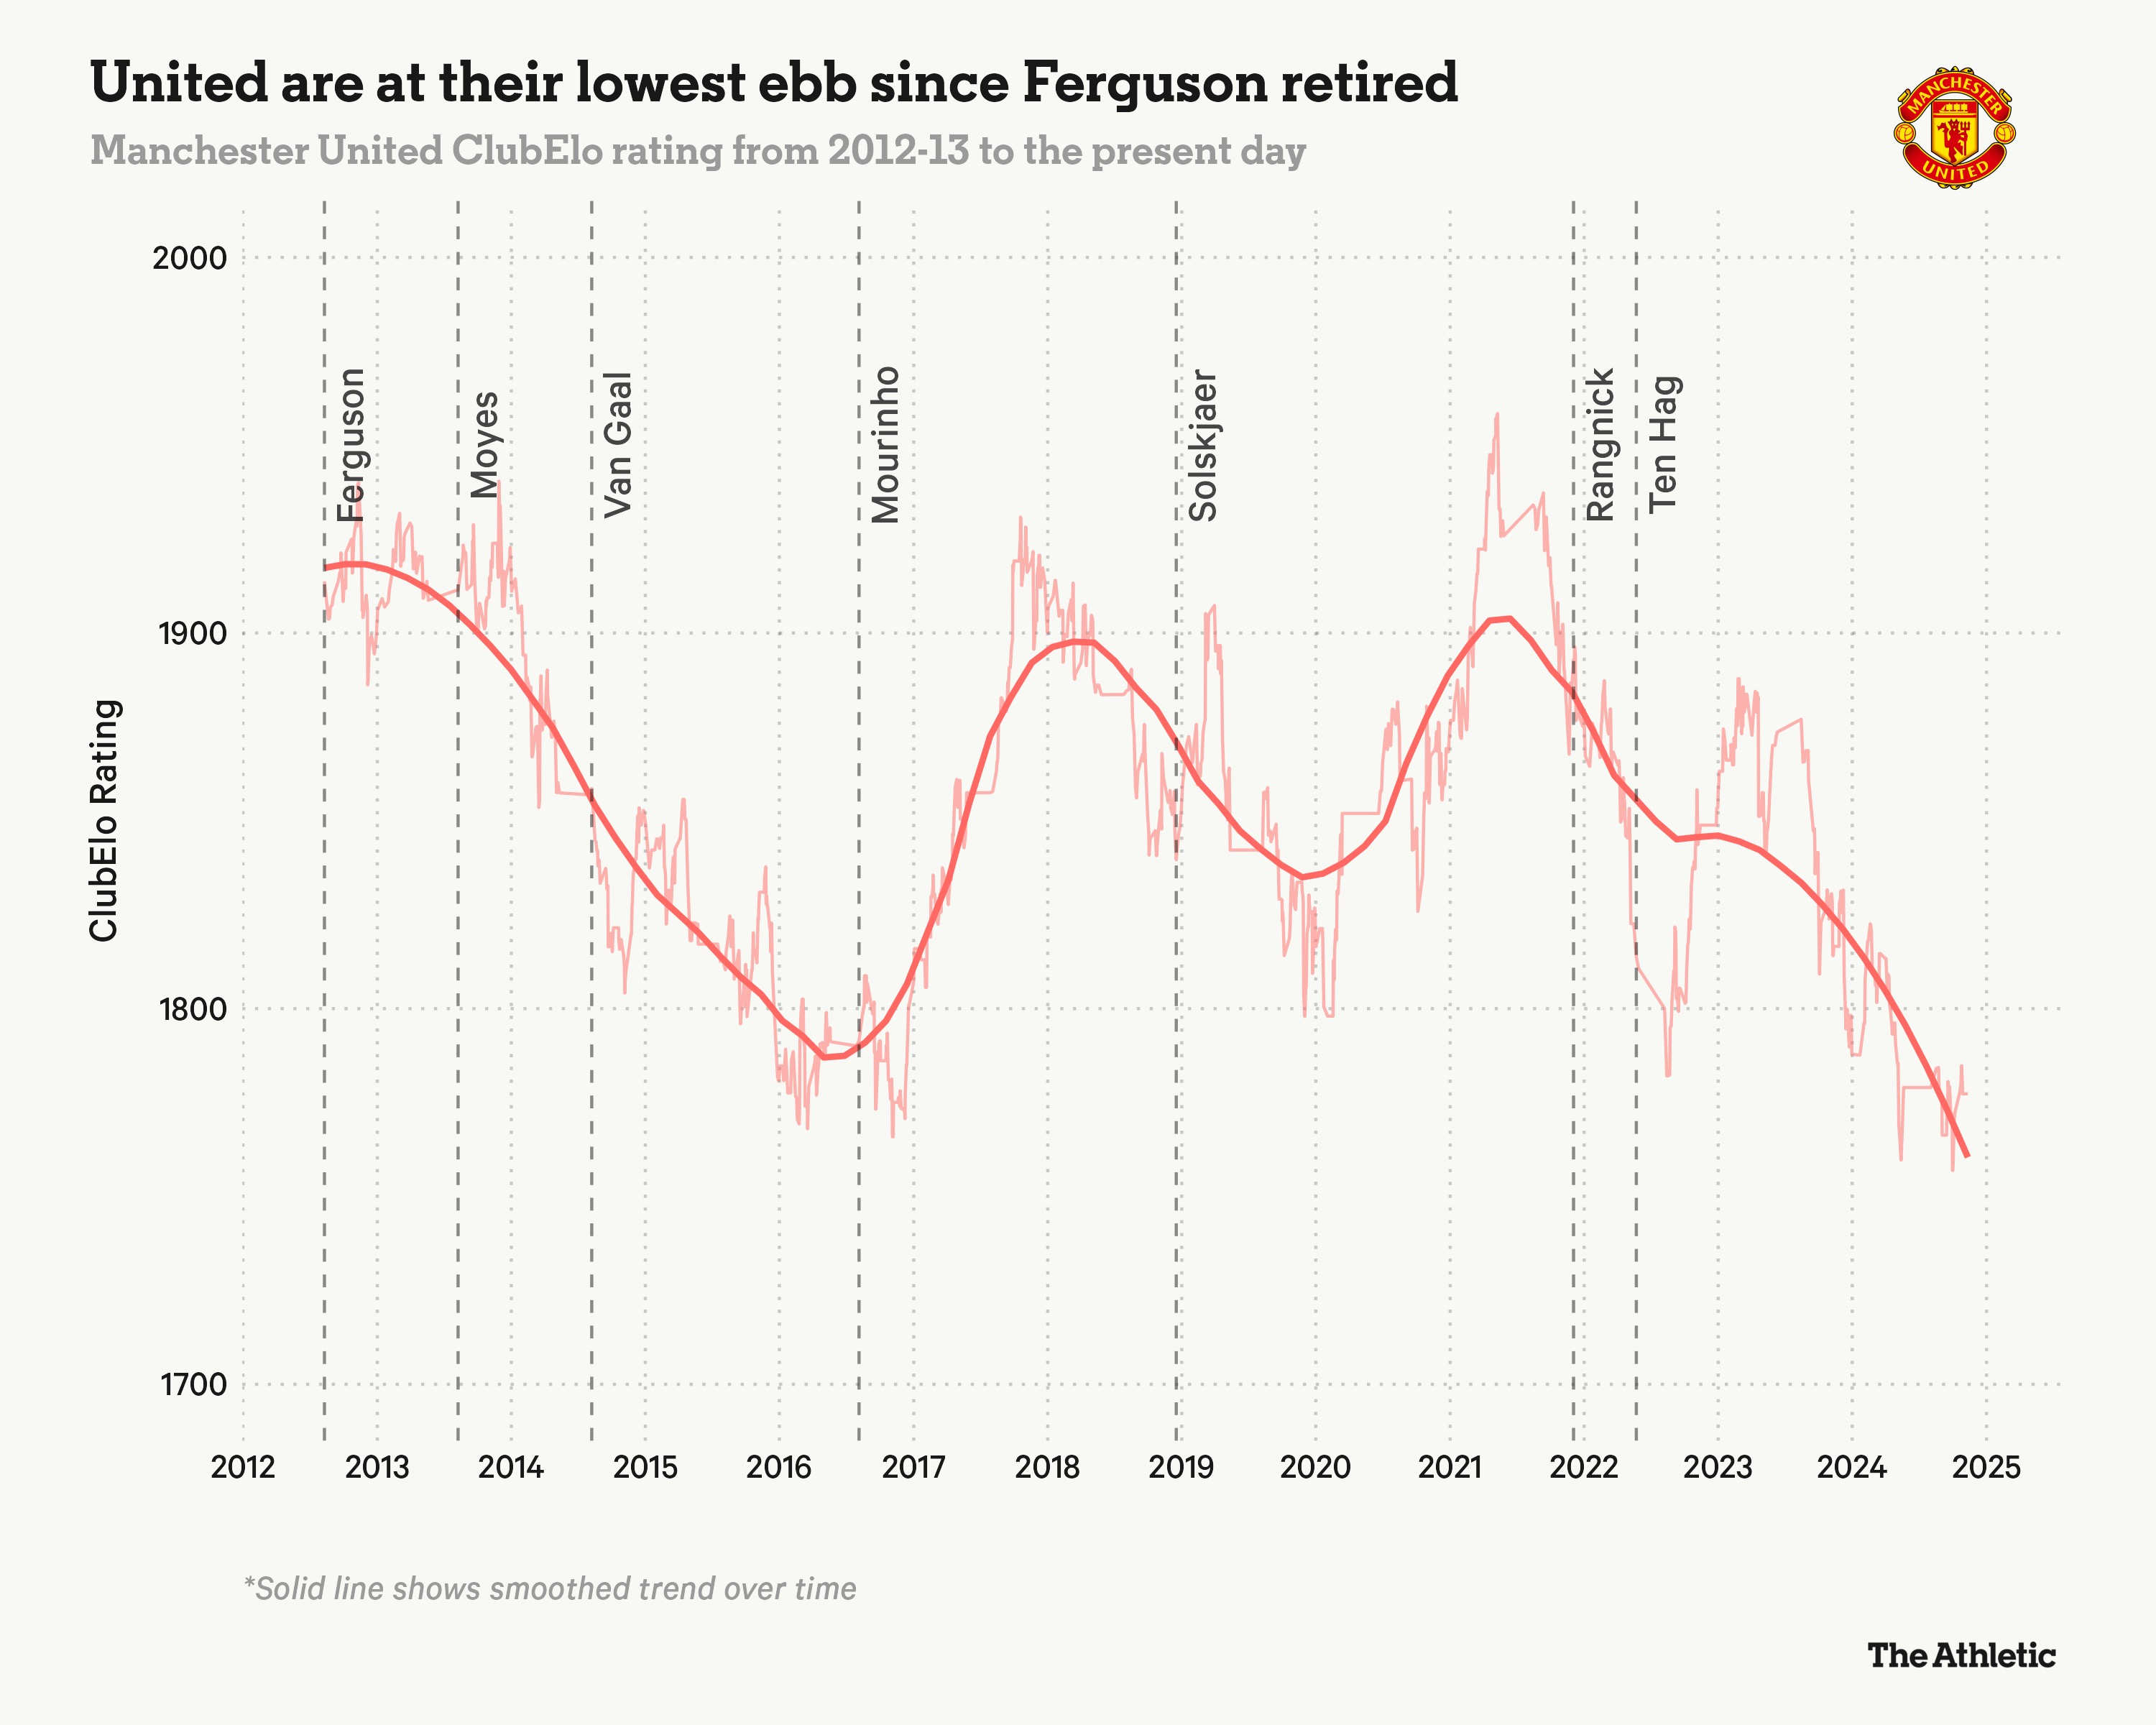 United are at their lowest ebb since Ferguson retired
Manchester United ClubElo rating from 2012-13 to the present day
MANCHESTER
UNITED
2000
1900
1800
1700
ClubElo Rating
Ferguson
Moyes
Van Gaal
Mourinho
Solskjaer
Rangnick
Ten Hag
2012 2013 2014 2015 2016 2017 2018 2019 2020 2021 2022 2023 2024 2025
*Solid line shows smoothed trend over time
The Athletic